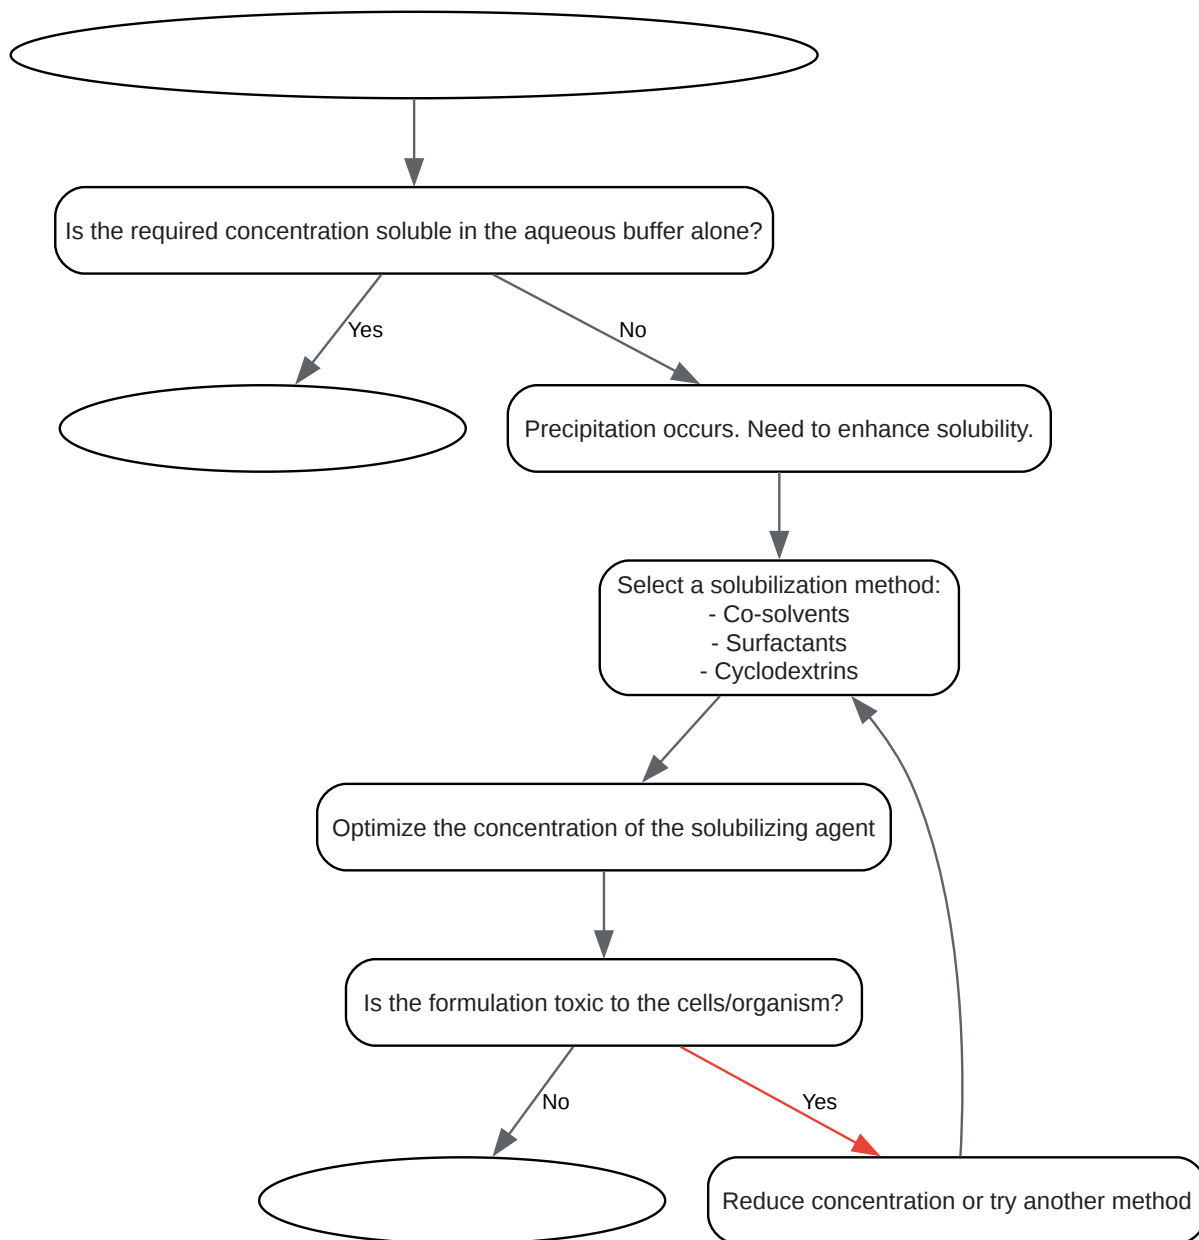 Is the required concentration soluble in the aqueous buffer alone?
Yes
No
Precipitation occurs. Need to enhance solubility.
Select a solubilization method:
- Co-solvents
- Surfactants
- Cyclodextrins
Optimize the concentration of the solubilizing agent
Is the formulation toxic to the cells/organism?
No
Yes
Reduce concentration or try another method